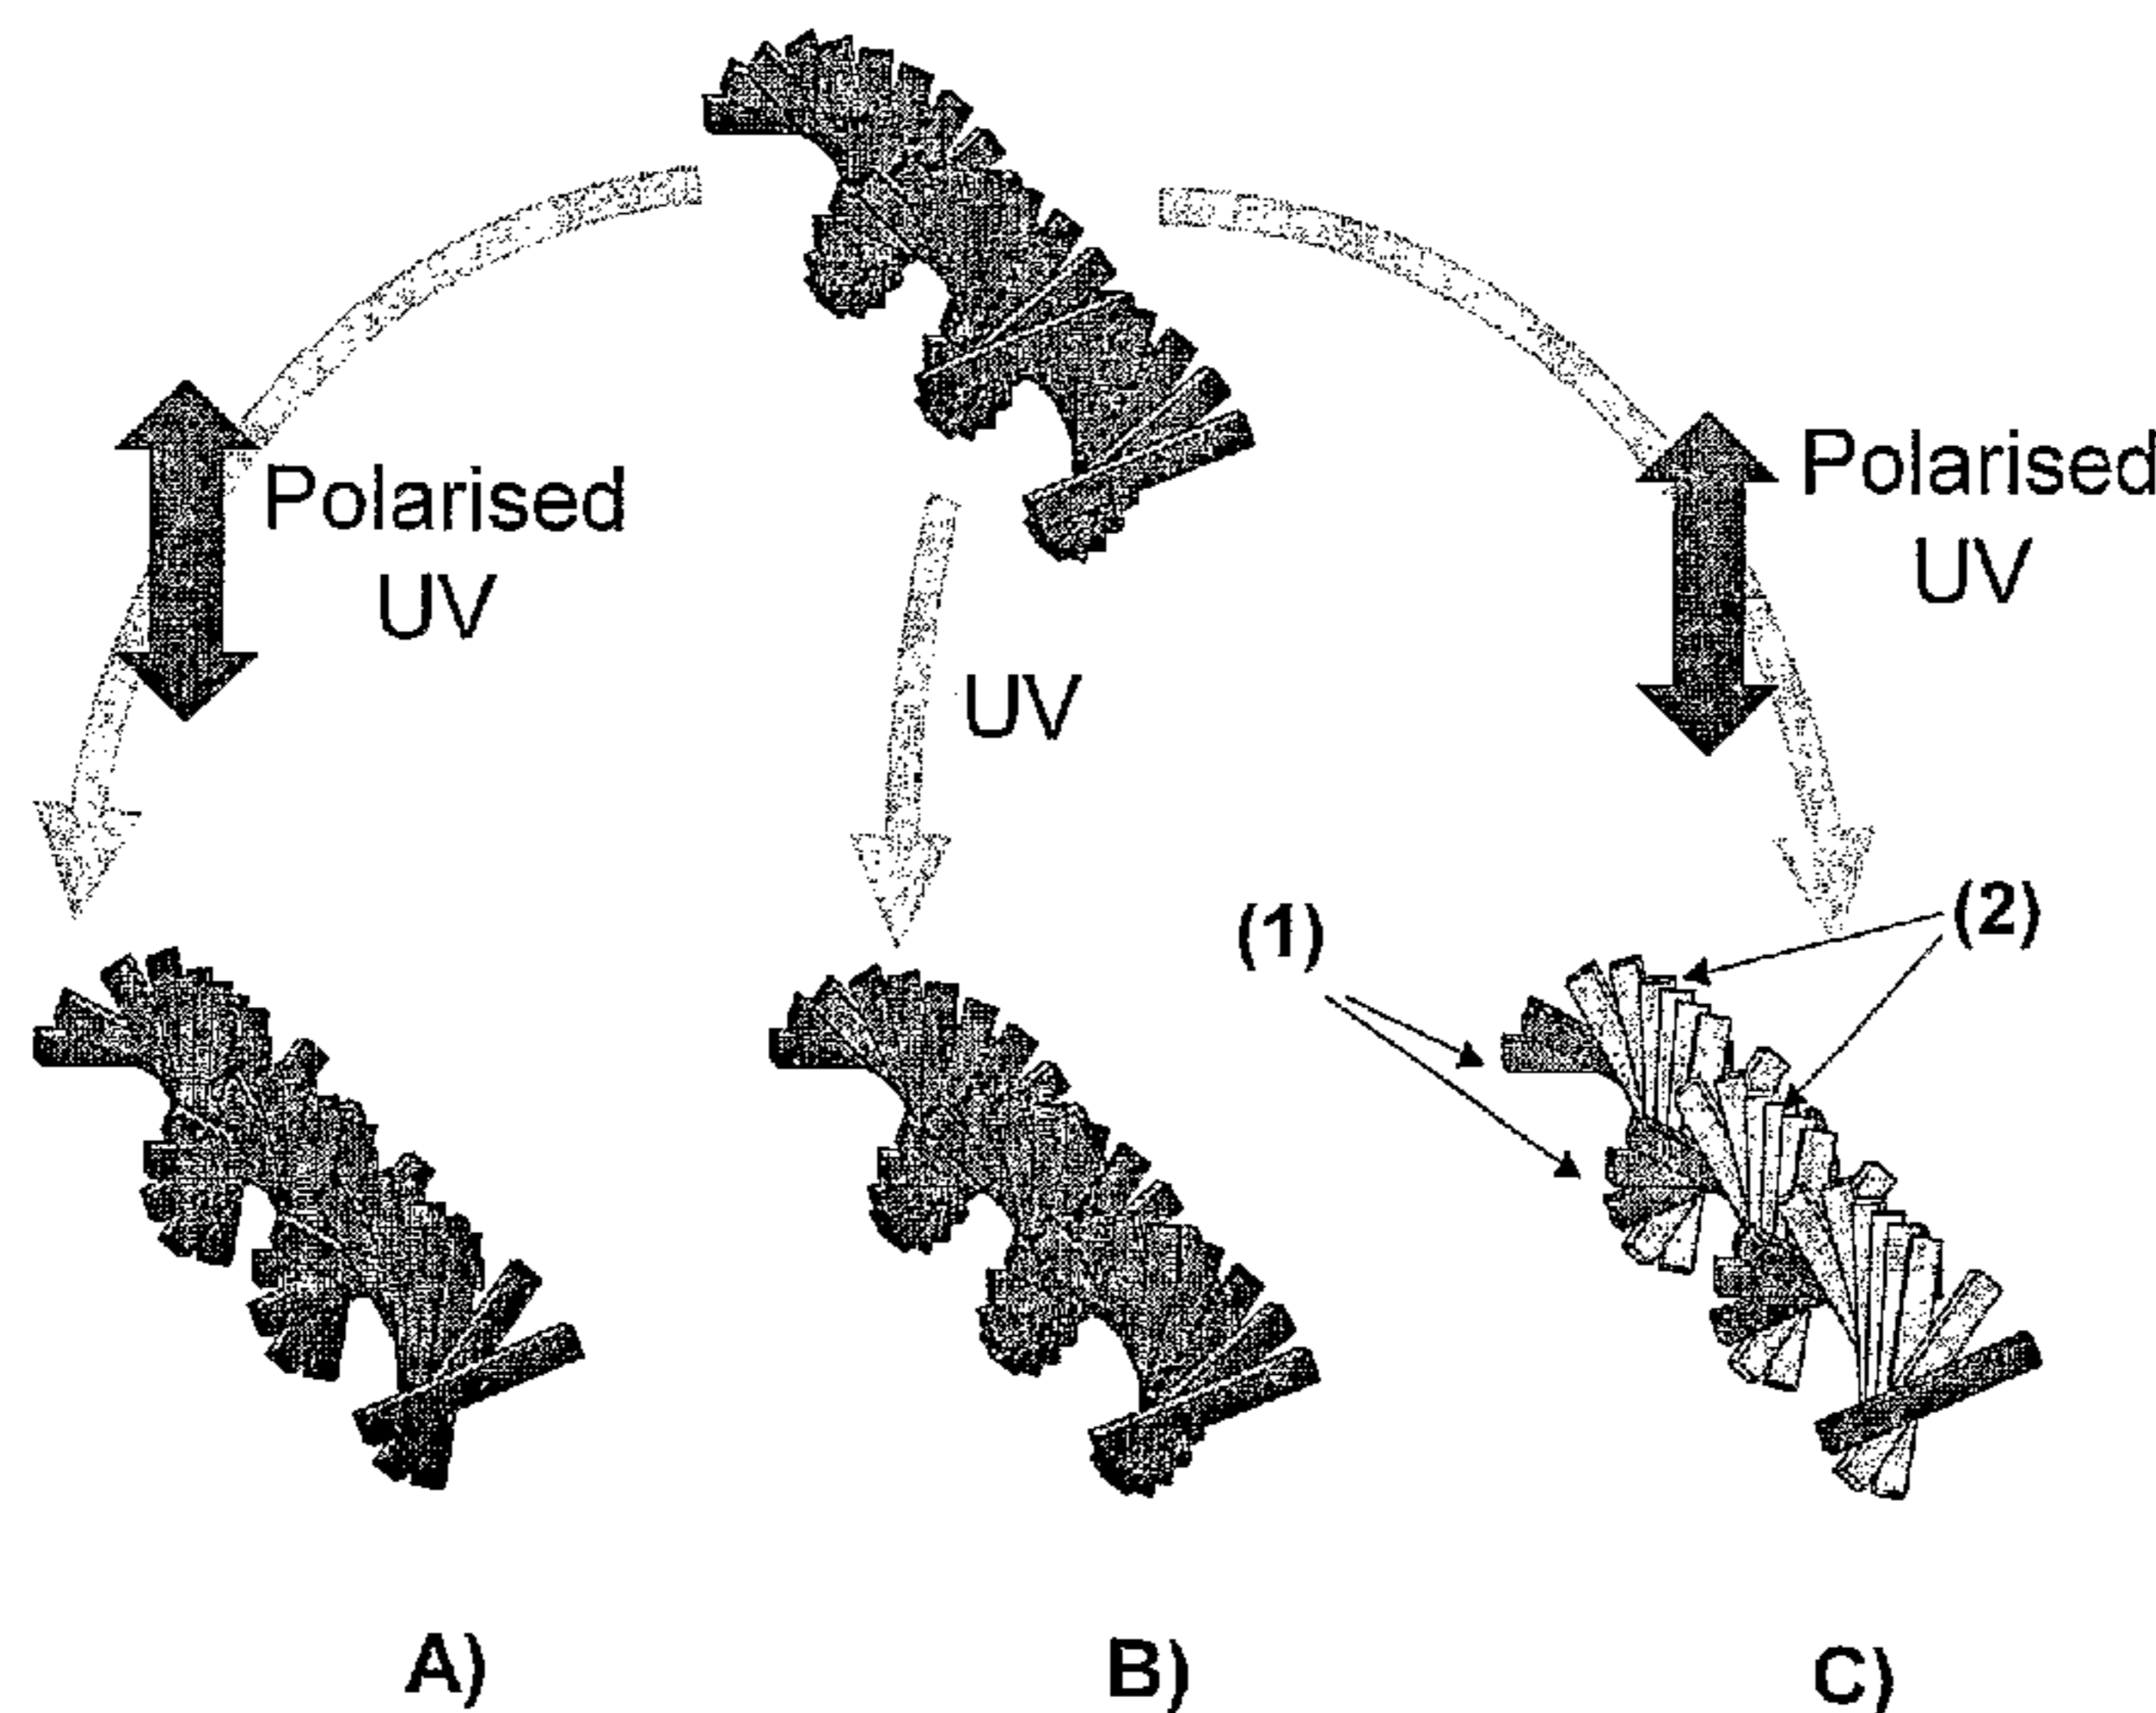 Polarised
UV
UV
Polarised
UV
(1)
(2)
A)
B)
C)